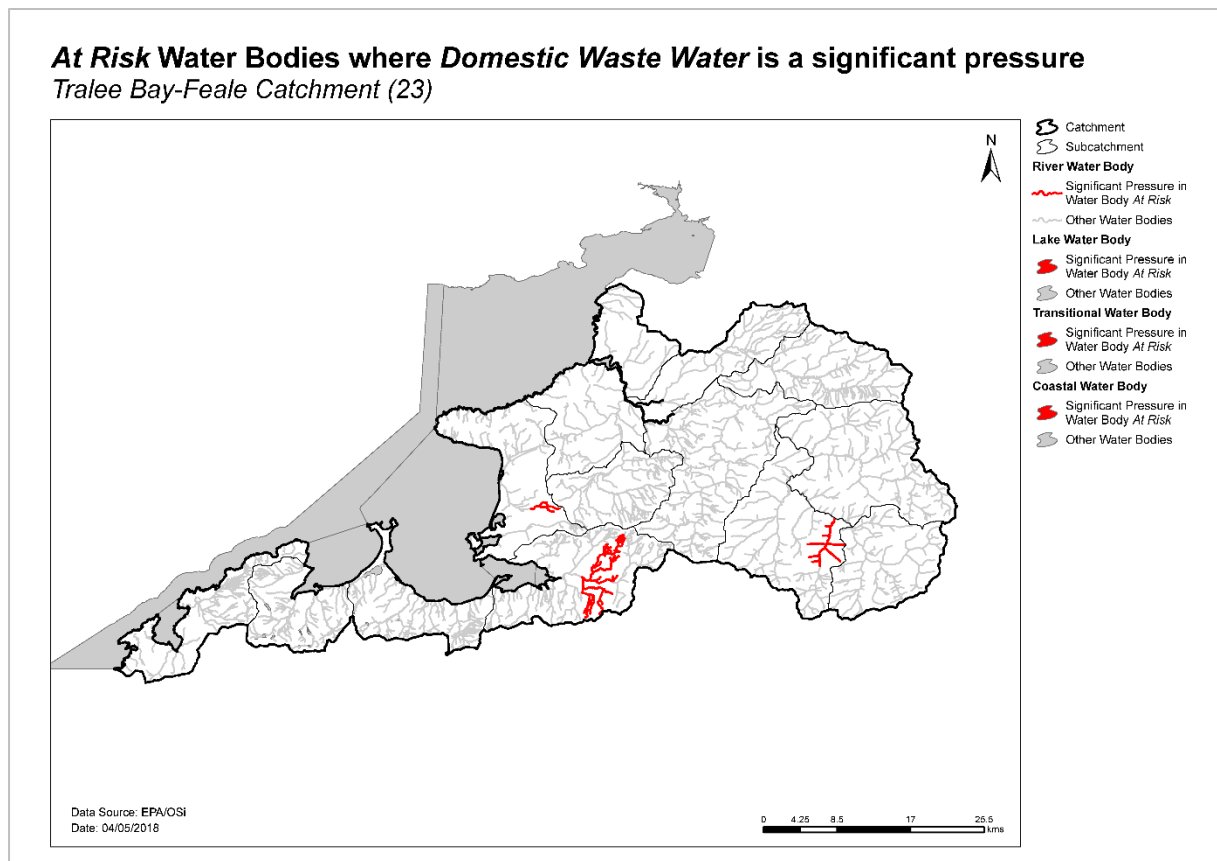 At Risk Water Bodies where Domestic Waste Water is a significant pressure
Tralee Bay-Feale Catchment (23)
N
Catchment
Subcatchment
River Water Body
Significant Pressure in
Water Body At Risk
Other Water Bodies
Lake Water Body
Significant Pressure in
Water Body At Risk
Other Water Bodies
Transitional Water Body
Significant Pressure in
Water Body At Risk
Other Water Bodies
Coastal Water Body
Significant Pressure in
Water Body At Risk
Other Water Bodies
Data Source: EPA/OSi
Date: 04/05/2018
0 4.25 8.5 17 25.5
kms